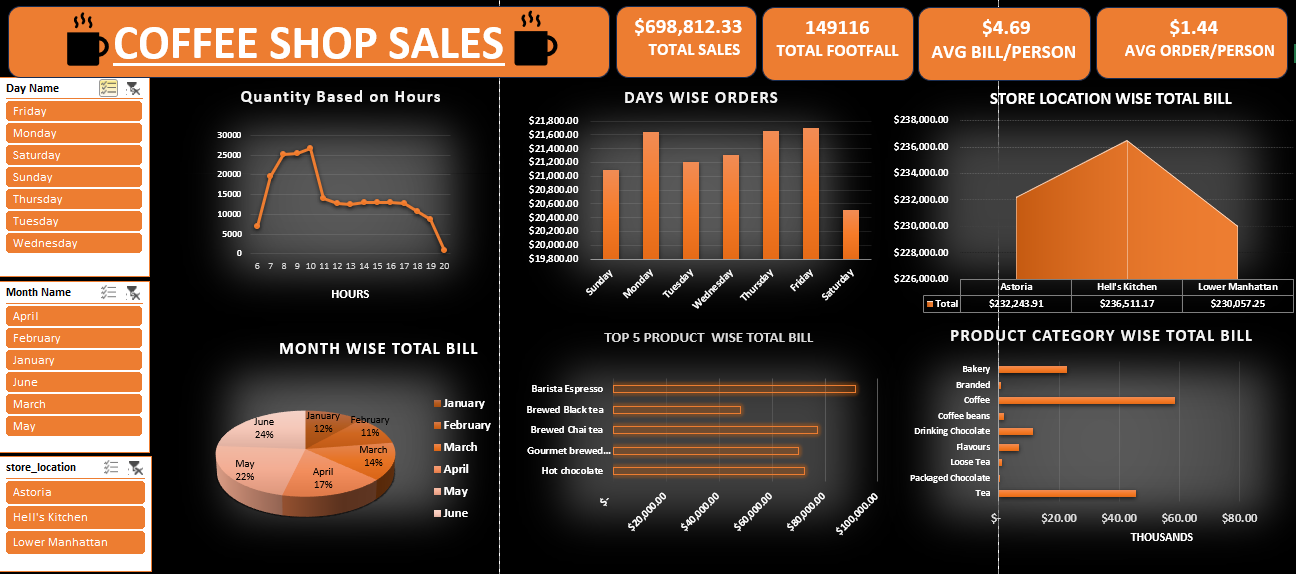 COFFEE SHOP SALES
$698,812.33
TOTAL SALES
149116
TOTAL FOOTFALL
$4.69
AVG BILL/PERSON
$1.44
AVG ORDER/PERSON
Day Name
Friday
Monday
Saturday
Sunday
Thursday
Tuesday
Wednesday
Month Name
April
February
January
June
March
May
store_location
Astoria
Hell's Kitchen
Lower Manhattan
Quantity Based on Hours
30000
25000
20000
15000
10000
5000
0
6 7 8 9 10 11 12 13 14 15 16 17 18 19 20
HOURS
DAYS WISE ORDERS
$21,800.00
$21,600.00
$21,400.00
$21,200.00
$21,000.00
$20,800.00
$20,600.00
$20,400.00
$20,200.00
$20,000.00
$19,800.00
Sunday Monday Tuesday Wednesday Thursday Friday Saturday
STORE LOCATION WISE TOTAL BILL
$238,000.00
$236,000.00
$234,000.00
$232,000.00
$230,000.00
$228,000.00
$226,000.00
Astoria Hell's Kitchen Lower Manhattan
Total $232,243.91 $236,511.17 $230,057.25
MONTH WISE TOTAL BILL
January
12%
February
11%
March
14%
April
17%
May
22%
June
24%
January
February
March
April
May
June
TOP 5 PRODUCT WISE TOTAL BILL
Barista Espresso
Brewed Black tea
Brewed Chai tea
Gourmet brewed...
Hot chocolate
$- $20,000.00 $40,000.00 $60,000.00 $80,000.00 $100,000.00
PRODUCT CATEGORY WISE TOTAL BILL
Bakery
Branded
Coffee
Coffee beans
Drinking Chocolate
Flavours
Loose Tea
Packaged Chocolate
Tea
$- $20.00 $40.00 $60.00 $80.00
THOUSANDS